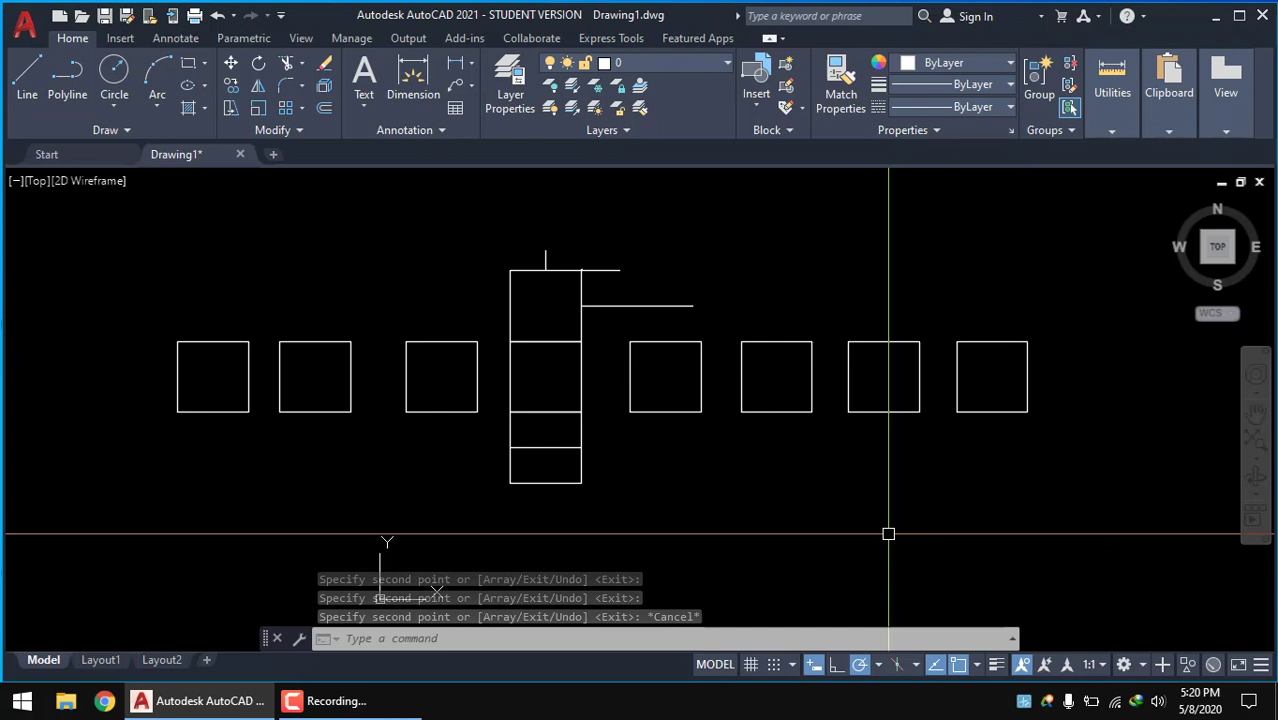 Autodesk AutoCAD 2021 - STUDENT VERSION Drawing1.dwg
Type a keyword or phrase
Sign In
Home Insert Annotate Parametric View Manage Output Add-ins Collaborate Express Tools Featured Apps
Line Polyline Circle Arc
Text Dimension
Layer
Properties
0
Insert
Match
Properties
ByLayer
ByLayer
ByLayer
Group
Utilities
Clipboard
View
Draw Modify Annotation Layers Block Properties Groups
Start Drawing1*
[−][Top][2D Wireframe]
N
W TOP E
S
WCS
Y
X
Specify second point or [Array/Exit/Undo] <Exit>:
Specify second point or [Array/Exit/Undo] <Exit>:
Specify second point or [Array/Exit/Undo] <Exit>: *Cancel*
Type a command
Model Layout1 Layout2
MODEL
1:1
Autodesk AutoCAD ...
Recording...
5:20 PM
5/8/2020